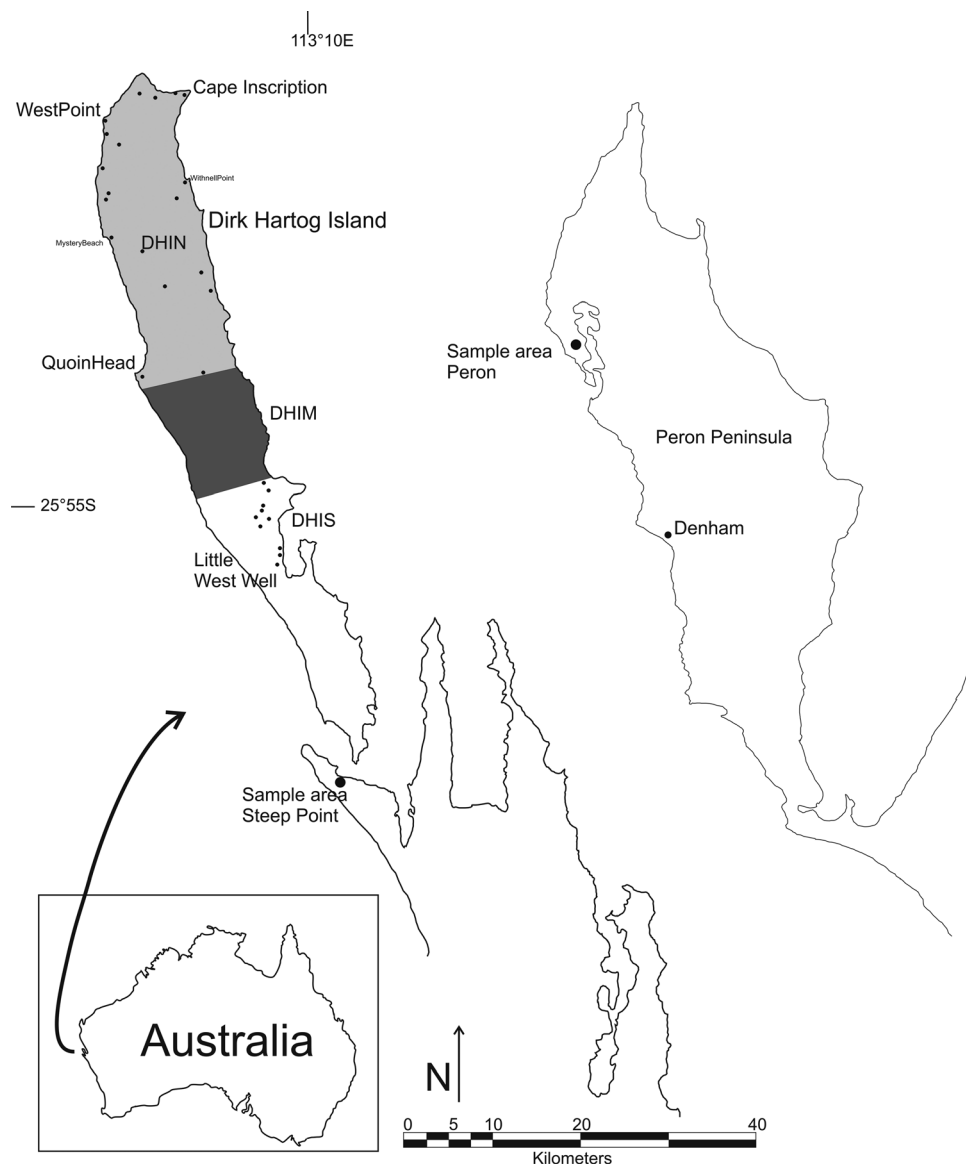 113°10E
Cape Inscription
WestPoint
WithnellPoint
Dirk Hartog Island
MysteryBeach
DHIN
QuoinHead
Sample area
Peron
DHIM
Peron Peninsula
25°55S
DHIS
Denham
Little
West Well
Sample area
Steep Point
Australia
N
0 5 10 20 40
Kilometers